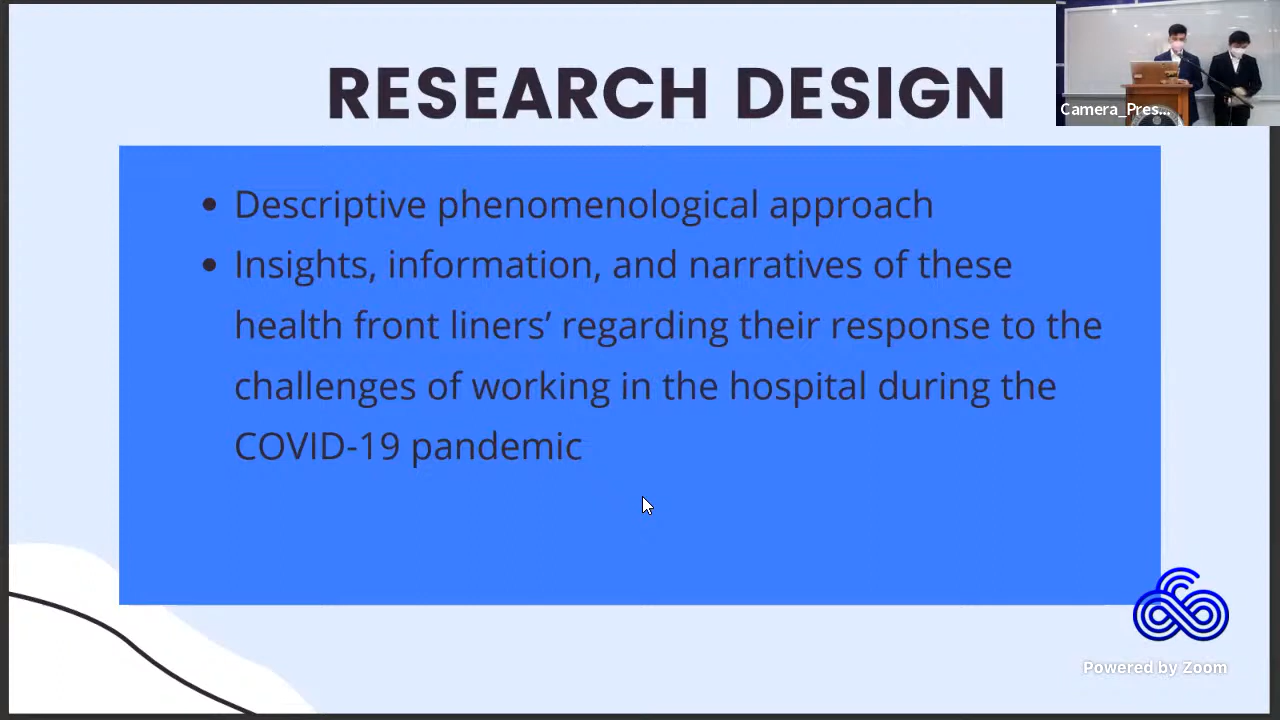 RESEARCH DESIGN
Camera_Pres...
• Descriptive phenomenological approach
• Insights, information, and narratives of these
health front liners’ regarding their response to the
challenges of working in the hospital during the
COVID-19 pandemic
Powered by Zoom